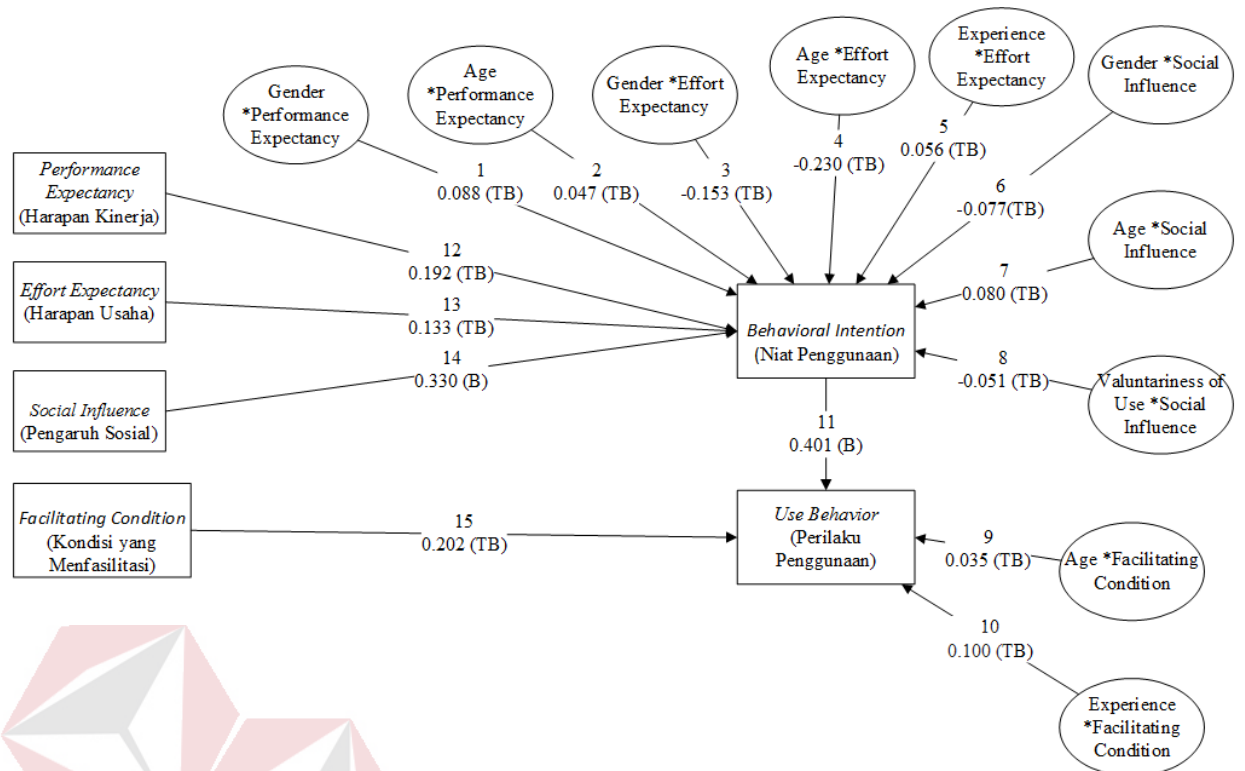 Gender
*Performance
Expectancy
Age
*Performance
Expectancy
Gender *Effort
Expectancy
Age *Effort
Expectancy
Experience
*Effort
Expectancy
Gender *Social
Influence
Age *Social
Influence
Valuntariness of
Use *Social
Influence
Age *Facilitating
Condition
Experience
*Facilitating
Condition
Performance
Expectancy
(Harapan Kinerja)
Effort Expectancy
(Harapan Usaha)
Social Influence
(Pengaruh Sosial)
Facilitating Condition
(Kondisi yang
Menfasilitasi)
Behavioral Intention
(Niat Penggunaan)
Use Behavior
(Perilaku
Penggunaan)
1
0.088 (TB)
2
0.047 (TB)
3
-0.153 (TB)
4
-0.230 (TB)
5
0.056 (TB)
6
-0.077(TB)
7
0.080 (TB)
8
-0.051 (TB)
9
0.035 (TB)
10
0.100 (TB)
11
0.401 (B)
12
0.192 (TB)
13
0.133 (TB)
14
0.330 (B)
15
0.202 (TB)